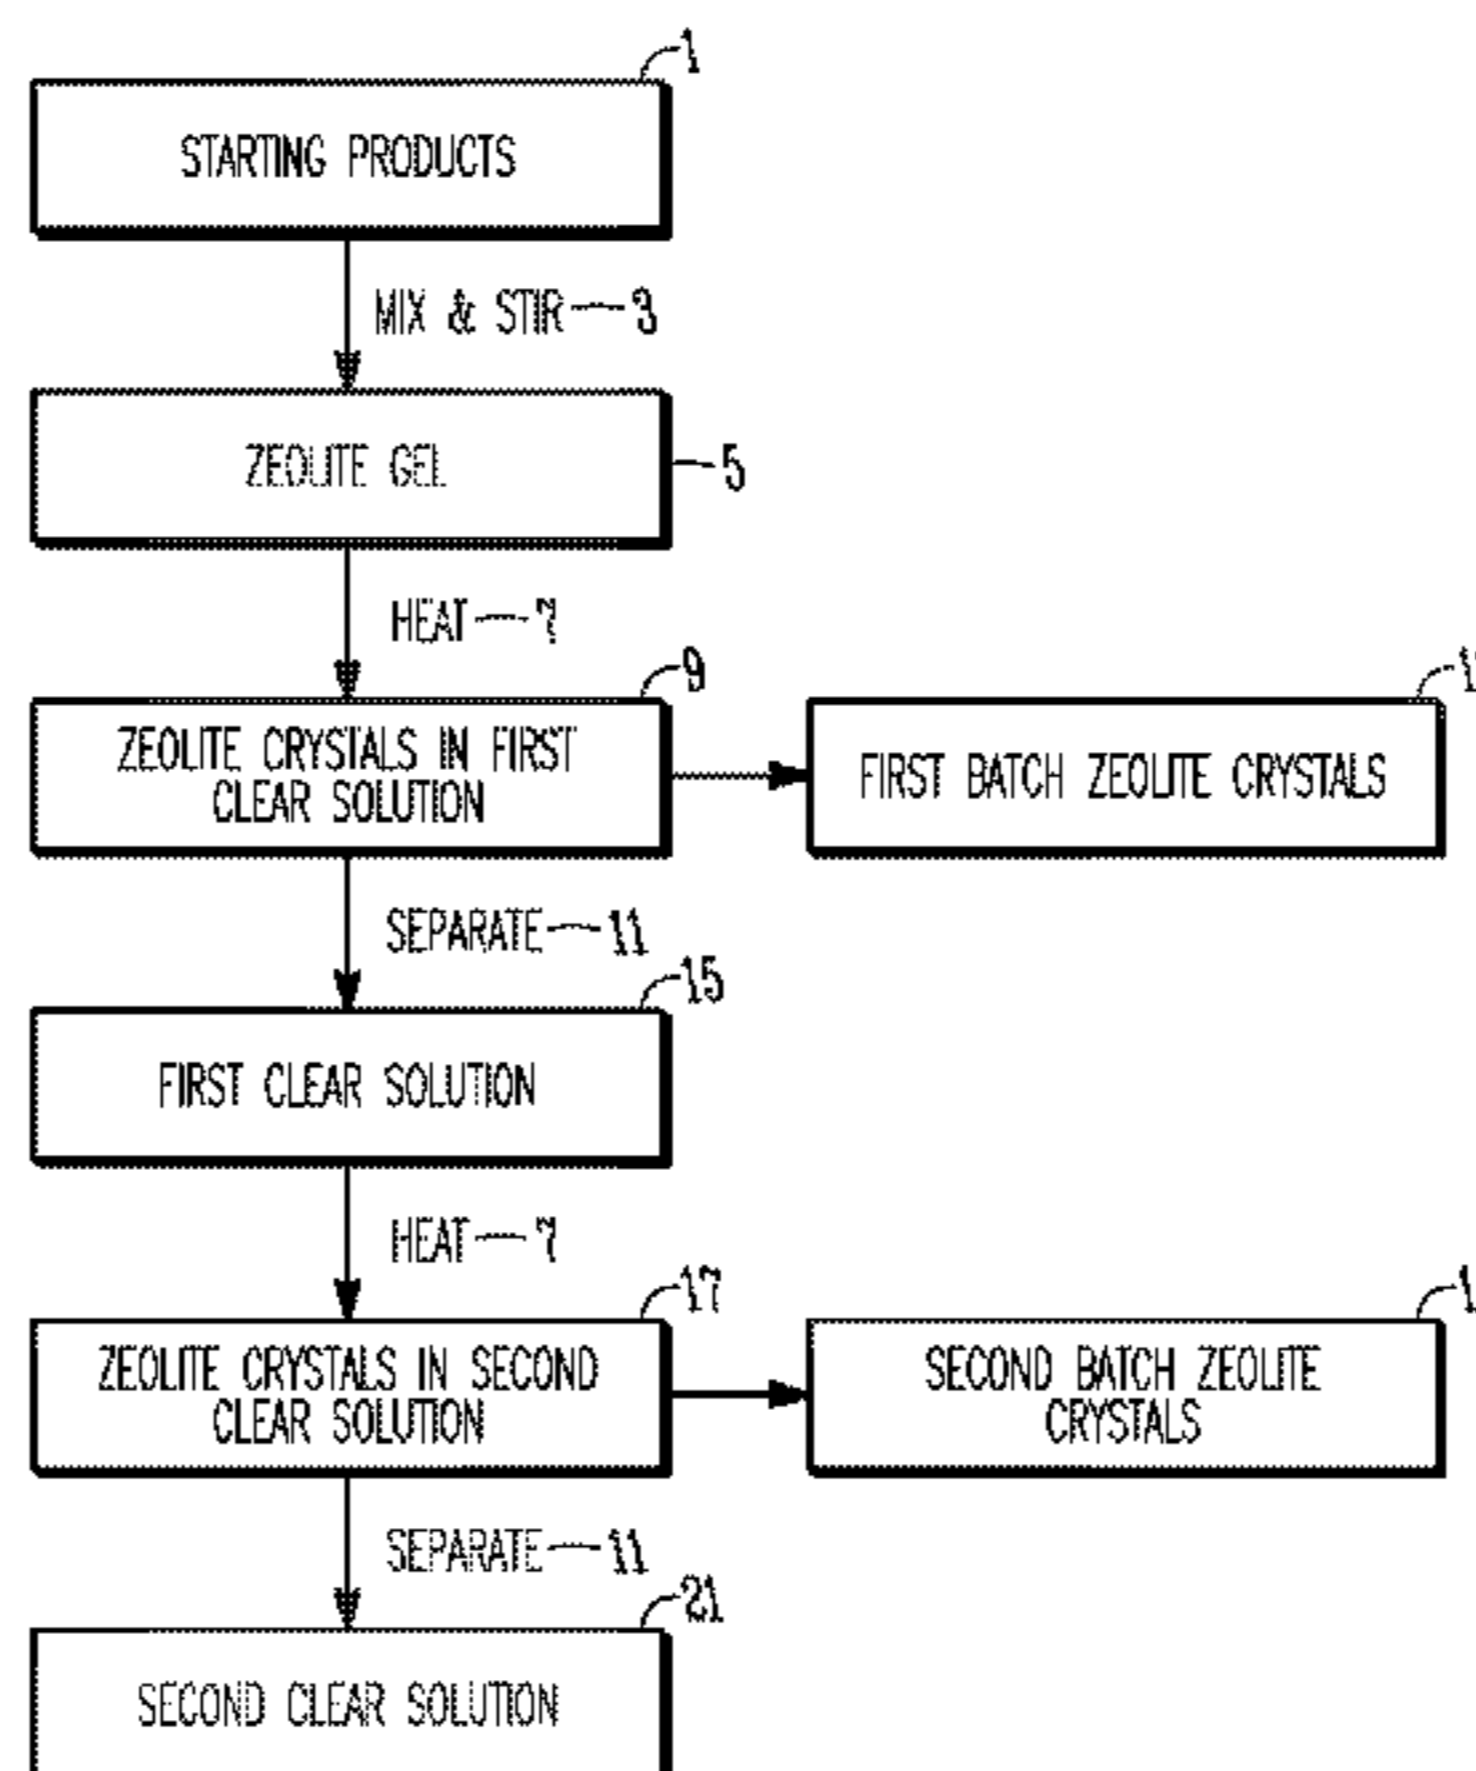 1
STARTING PRODUCTS
MIX & STIR 3
ZEOLITE GEL
5
HEAT 7
9
ZEOLITE CRYSTALS IN FIRST
CLEAR SOLUTION
FIRST BATCH ZEOLITE CRYSTALS
SEPARATE 11
15
FIRST CLEAR SOLUTION
HEAT 7
17
ZEOLITE CRYSTALS IN SECOND
CLEAR SOLUTION
SECOND BATCH ZEOLITE
CRYSTALS
SEPARATE 11
21
SECOND CLEAR SOLUTION